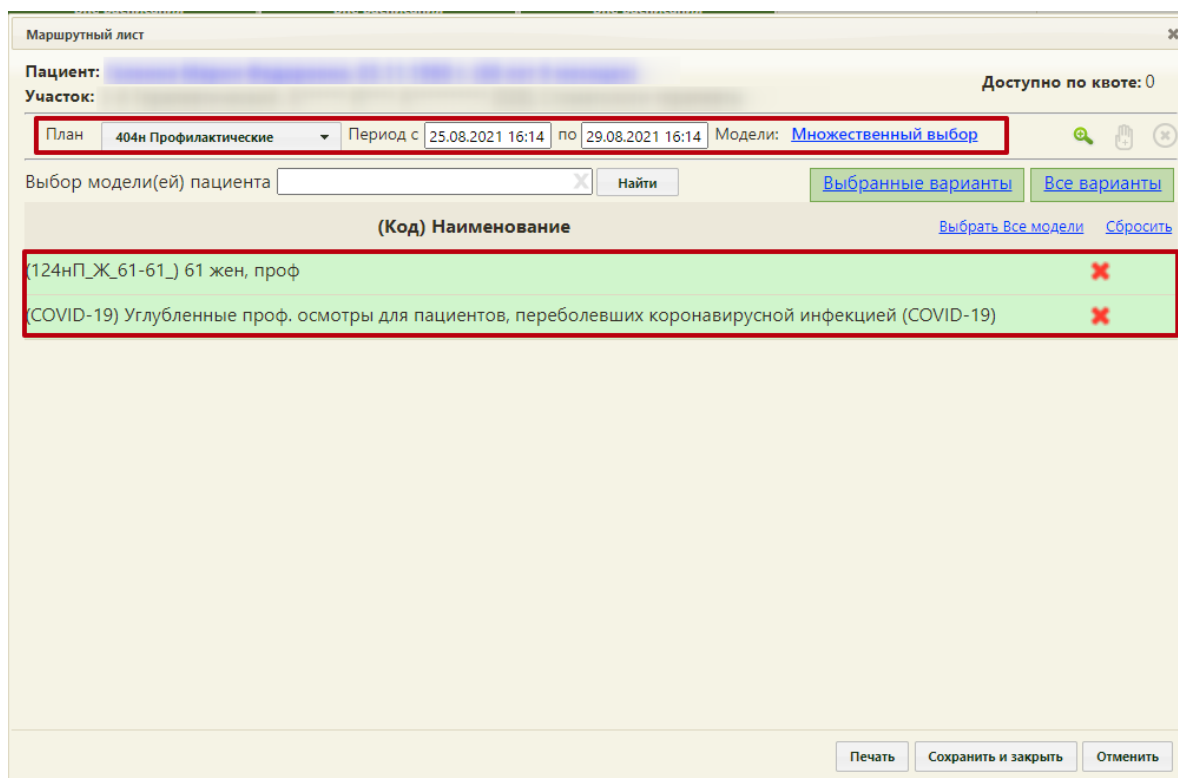 Маршрутный лист
Пациент:
Доступно по квоте: 0
Участок:
План 404н Профилактические Период с 25.08.2021 16:14 по 29.08.2021 16:14 Модели: Множественный выбор
Выбор модели(ей) пациента X Найти Выбранные варианты Все варианты
(Код) Наименование Выбрать Все модели Сбросить
(124нП_Ж_61-61_) 61 жен, проф
(COVID-19) Углубленные проф. осмотры для пациентов, переболевших коронавирусной инфекцией (COVID-19)
Печать Сохранить и закрыть Отменить